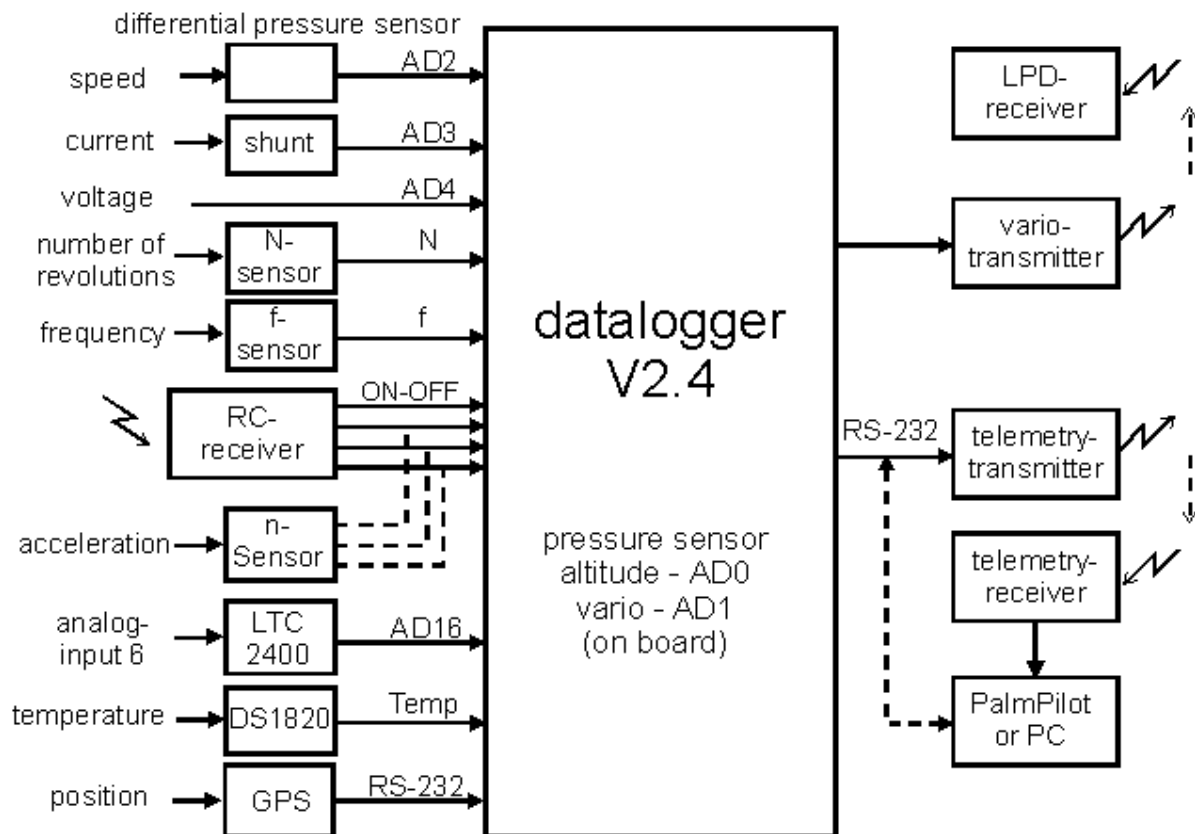 differential pressure sensor
speed
AD2
current
shunt
AD3
voltage
AD4
number of
revolutions
N-
sensor
N
frequency
f-
sensor
f
RC-
receiver
ON-OFF
acceleration
n-
Sensor
analog-
input 6
LTC
2400
AD16
temperature
DS1820
Temp
position
GPS
RS-232
datalogger
V2.4
pressure sensor
altitude - AD0
vario - AD1
(on board)
LPD-
receiver
vario-
transmitter
RS-232
telemetry-
transmitter
telemetry-
receiver
PalmPilot
or PC